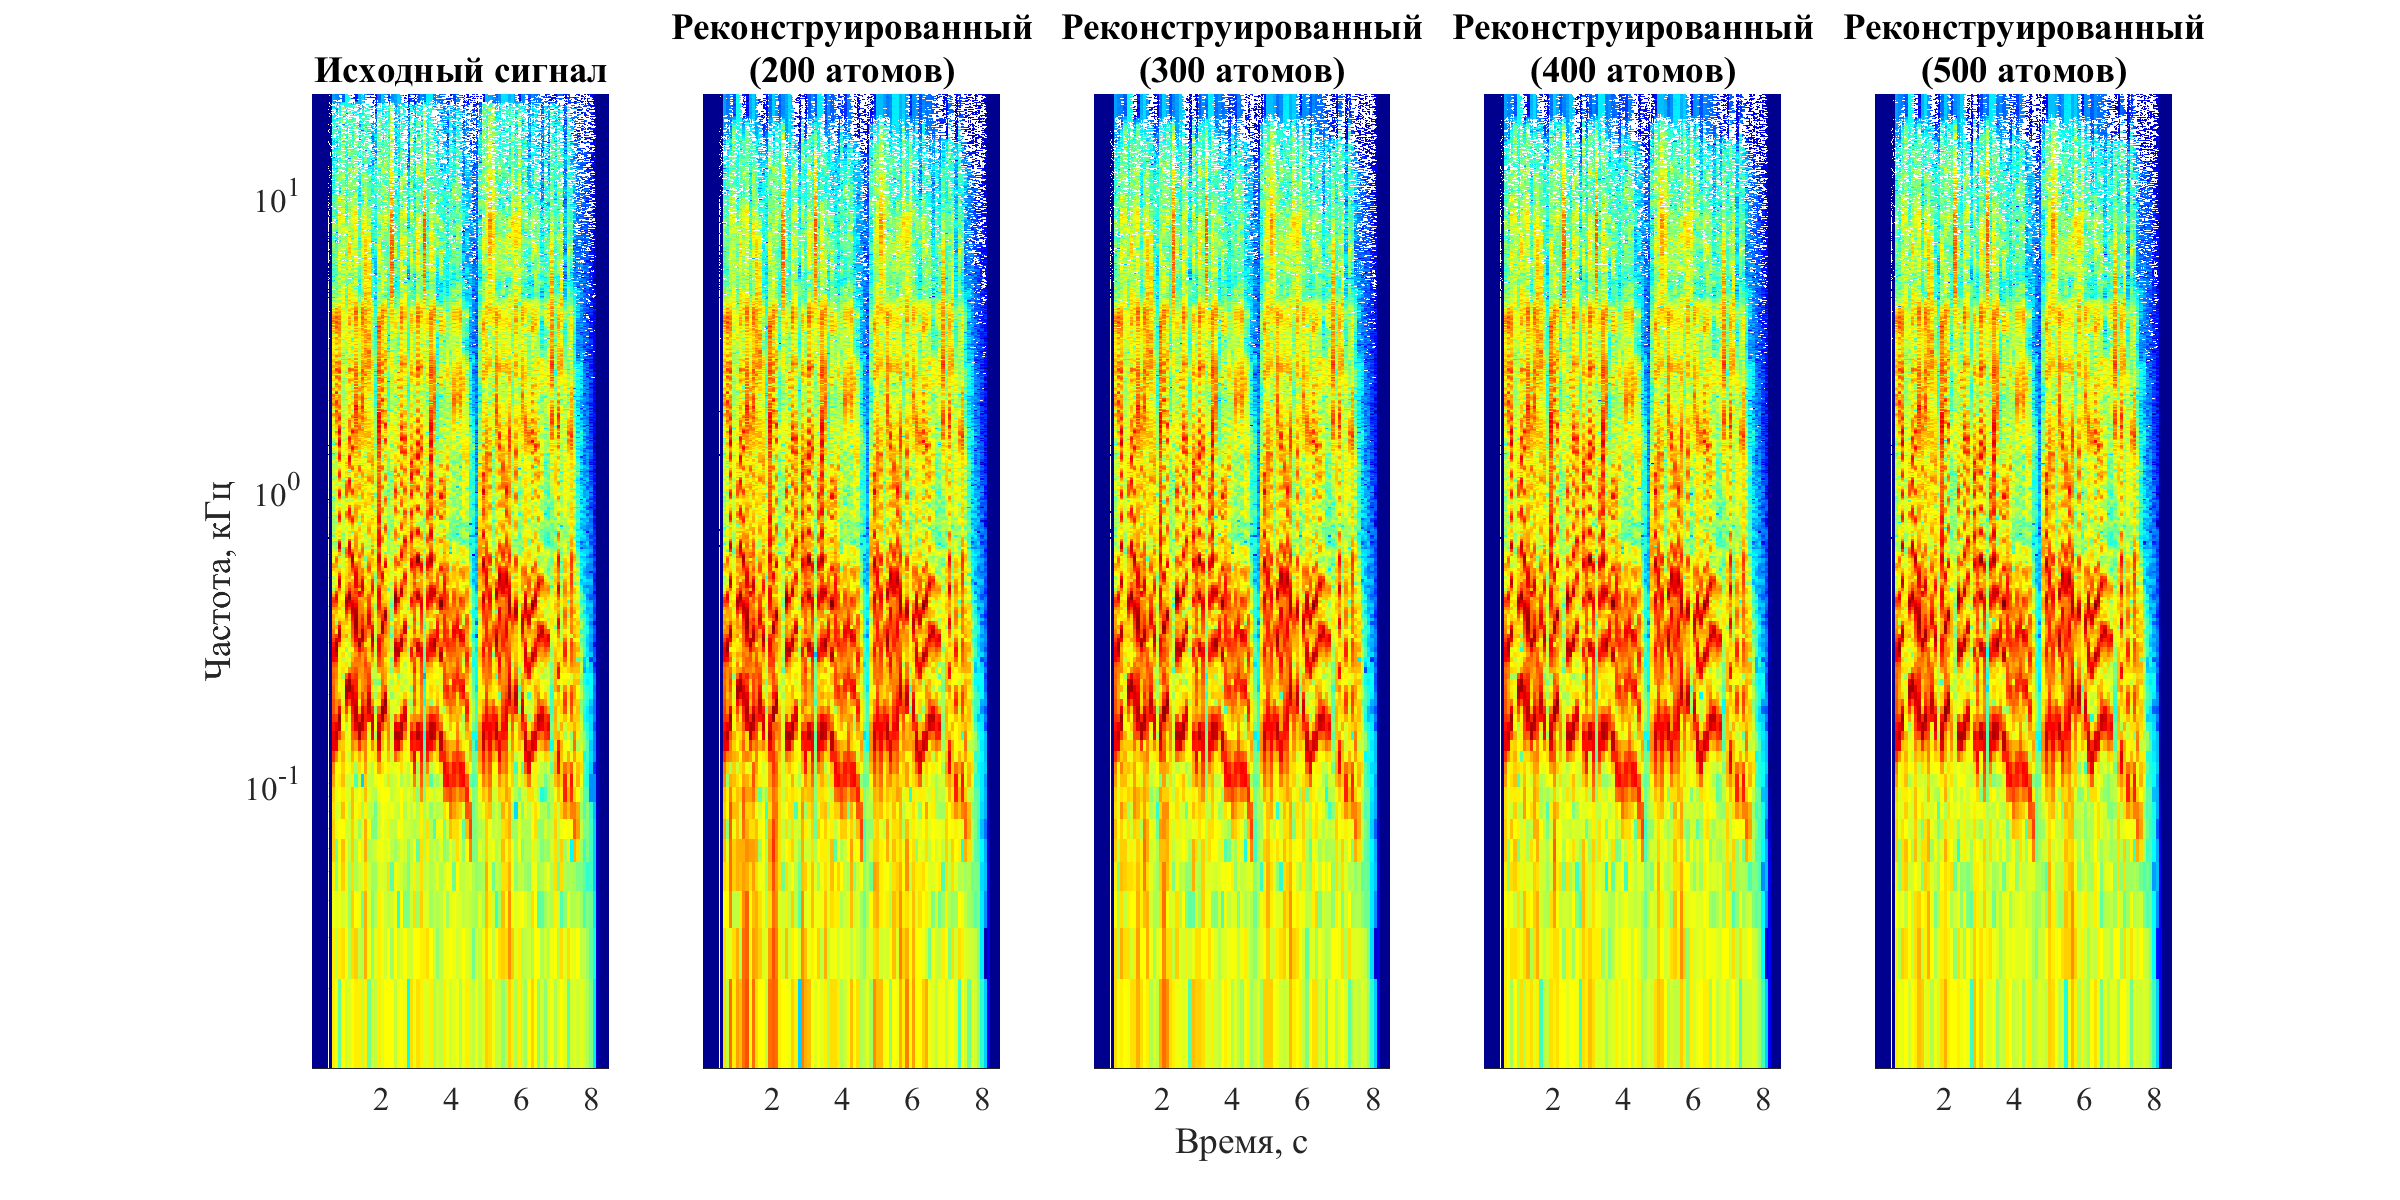 Исходный сигнал
Реконструированный
(200 атомов)
Реконструированный
(300 атомов)
Реконструированный
(400 атомов)
Реконструированный
(500 атомов)
Частота, кГц
10^1
10^0
10^-1
2 4 6 8
2 4 6 8
2 4 6 8
2 4 6 8
2 4 6 8
Время, с